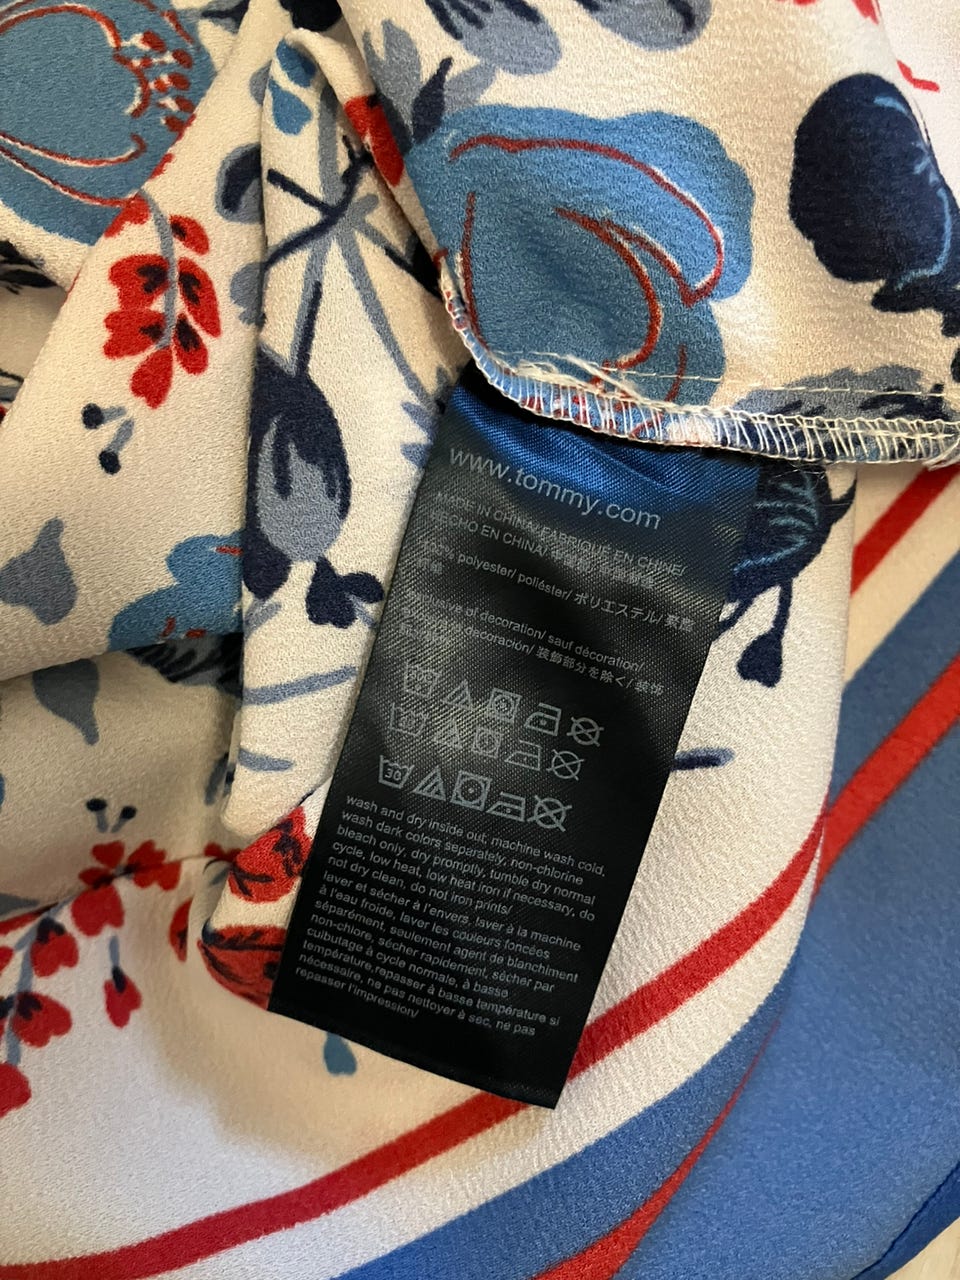 www.tommy.com
MADE IN CHINA/ FABRIQUÉ EN CHINE/
HECHO EN CHINA/
100% polyester/ poliéster/ ポリエステル/
Exclusive of decoration/ sauf décoration/
decoración/ 装飾部分を除く/ 装饰
30
wash and dry inside out, machine wash cold,
wash dark colors separately, non-chlorine
bleach only, dry promptly, tumble dry normal
cycle, low heat, low heat iron if necessary, do
not dry clean, do not iron prints/
laver et sécher à l'envers, laver à la machine
à l'eau froide, laver les couleurs foncées
séparément, seulement agent de blanchiment
non-chlore, sécher rapidement, sécher par
culbutage à cycle normale, à basse
température,repasser à basse température si
nécessaire, ne pas nettoyer à sec, ne pas
repasser l'impression/